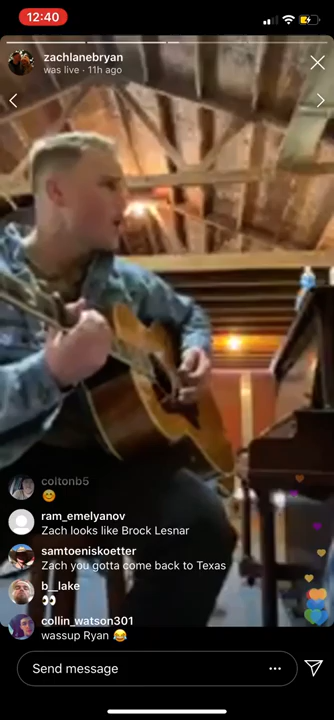 12:40
zachlanebryan
was live · 11h ago
coltonb5
😊
ram_emelyanov
Zach looks like Brock Lesnar
samtoeniskoetter
Zach you gotta come back to Texas
b__lake
👀
collin_watson301
wassup Ryan 😂
Send message